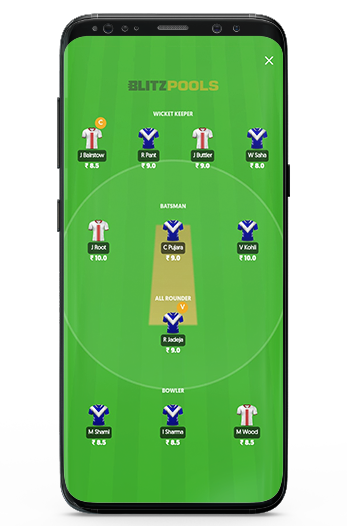 BLITZPOOLS
WICKET KEEPER
C
J Bairstow R Pant J Buttler W Saha
₹ 8.5 ₹ 9.0 ₹ 9.0 ₹ 8.0
BATSMAN
J Root C Pujara V Kohli
₹ 10.0 ₹ 9.0 ₹ 10.0
ALL ROUNDER
V
R Jadeja
₹ 9.0
BOWLER
M Shami I Sharma M Wood
₹ 8.5 ₹ 8.5 ₹ 8.5